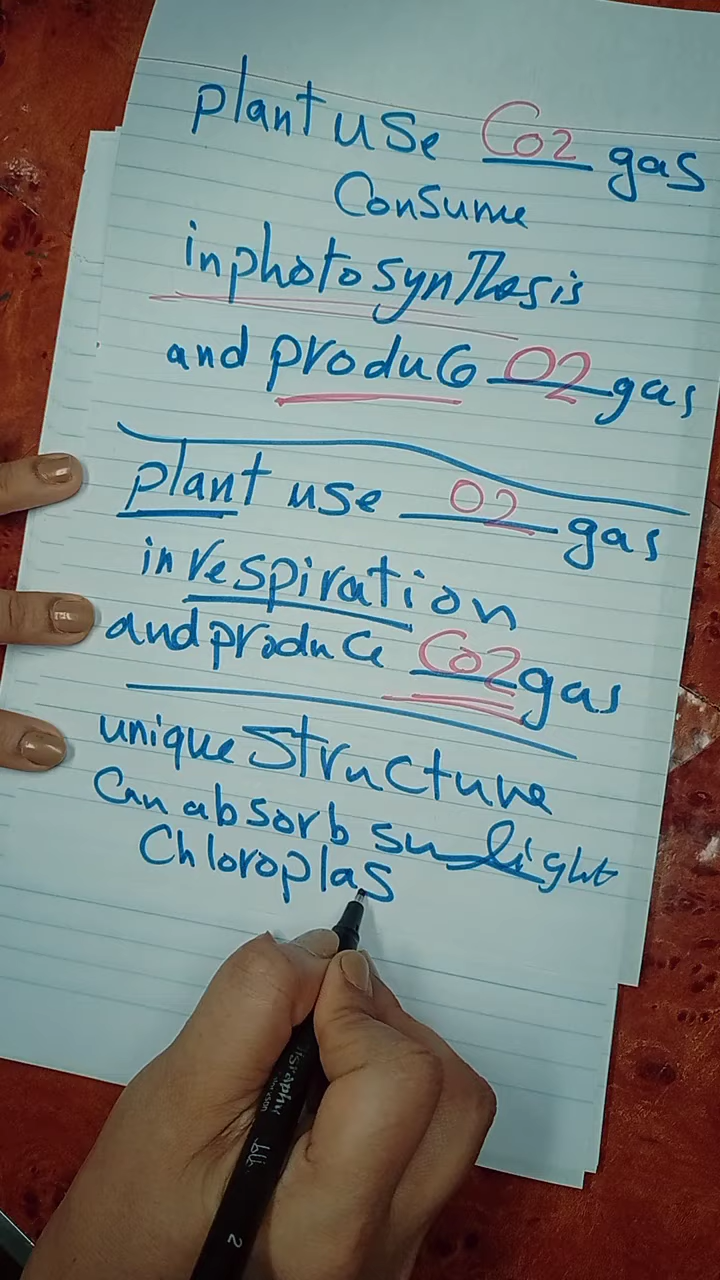 plant use Co2 gas
Consume
in photosynthesis
and produce O2 gas
plant use O2 gas
in respiration
and produce Co2 gas
unique structure
Can absorb sunlight
Chloroplas
2